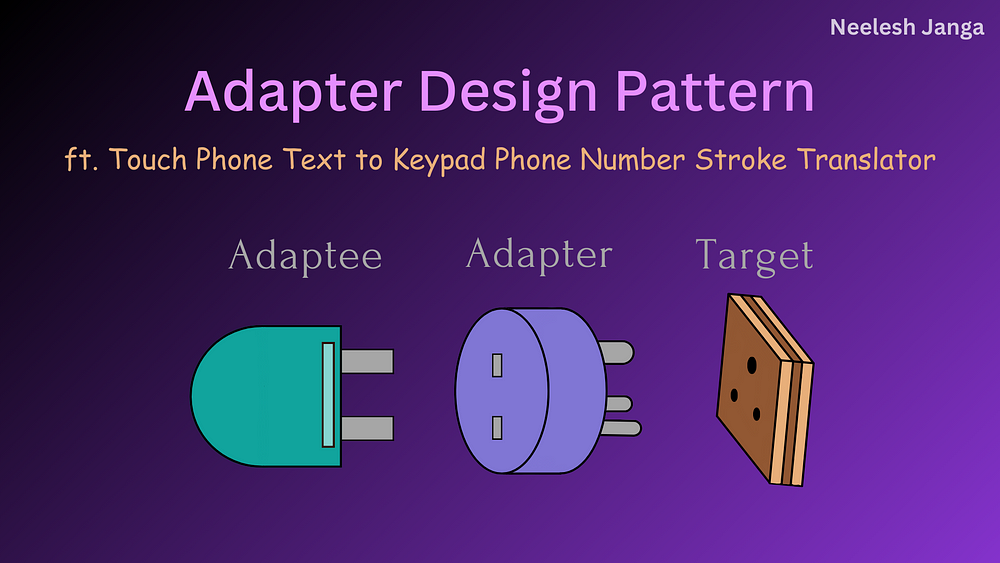 Neelesh Janga
Adapter Design Pattern
ft. Touch Phone Text to Keypad Phone Number Stroke Translator
Adaptee Adapter Target